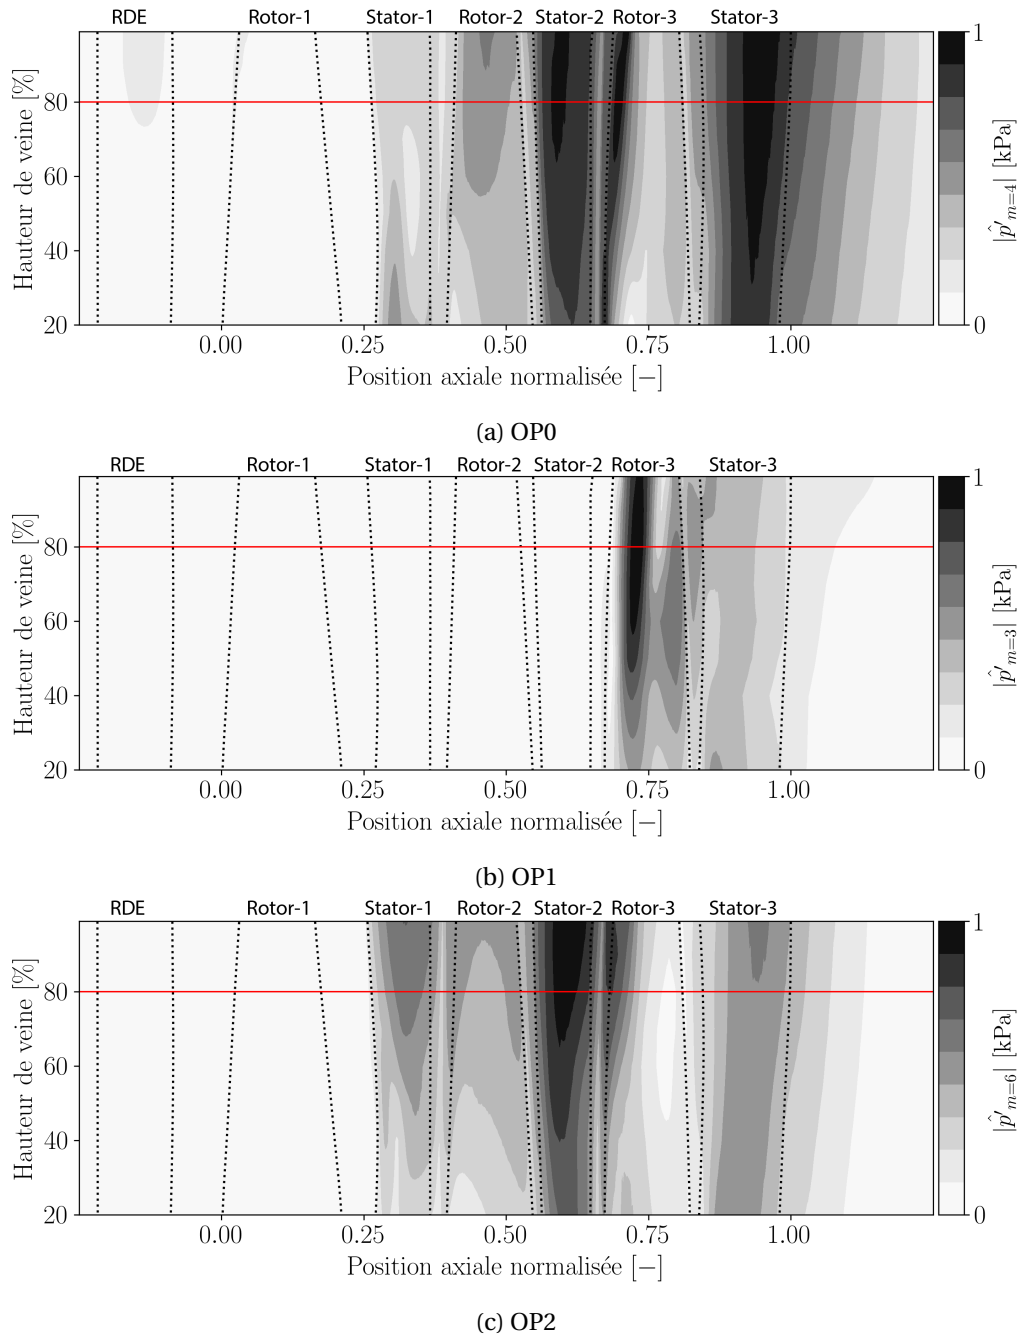 RDE Rotor-1 Stator-1 Rotor-2 Stator-2 Rotor-3 Stator-3
Hauteur de veine [%]
80
60
40
20
0.00 0.25 0.50 0.75 1.00
Position axiale normalisée [−]
1
0
|p̂′m=4| [kPa]
(a) OP0
RDE Rotor-1 Stator-1 Rotor-2 Stator-2 Rotor-3 Stator-3
Hauteur de veine [%]
80
60
40
20
0.00 0.25 0.50 0.75 1.00
Position axiale normalisée [−]
1
0
|p̂′m=3| [kPa]
(b) OP1
RDE Rotor-1 Stator-1 Rotor-2 Stator-2 Rotor-3 Stator-3
Hauteur de veine [%]
80
60
40
20
0.00 0.25 0.50 0.75 1.00
Position axiale normalisée [−]
1
0
|p̂′m=6| [kPa]
(c) OP2